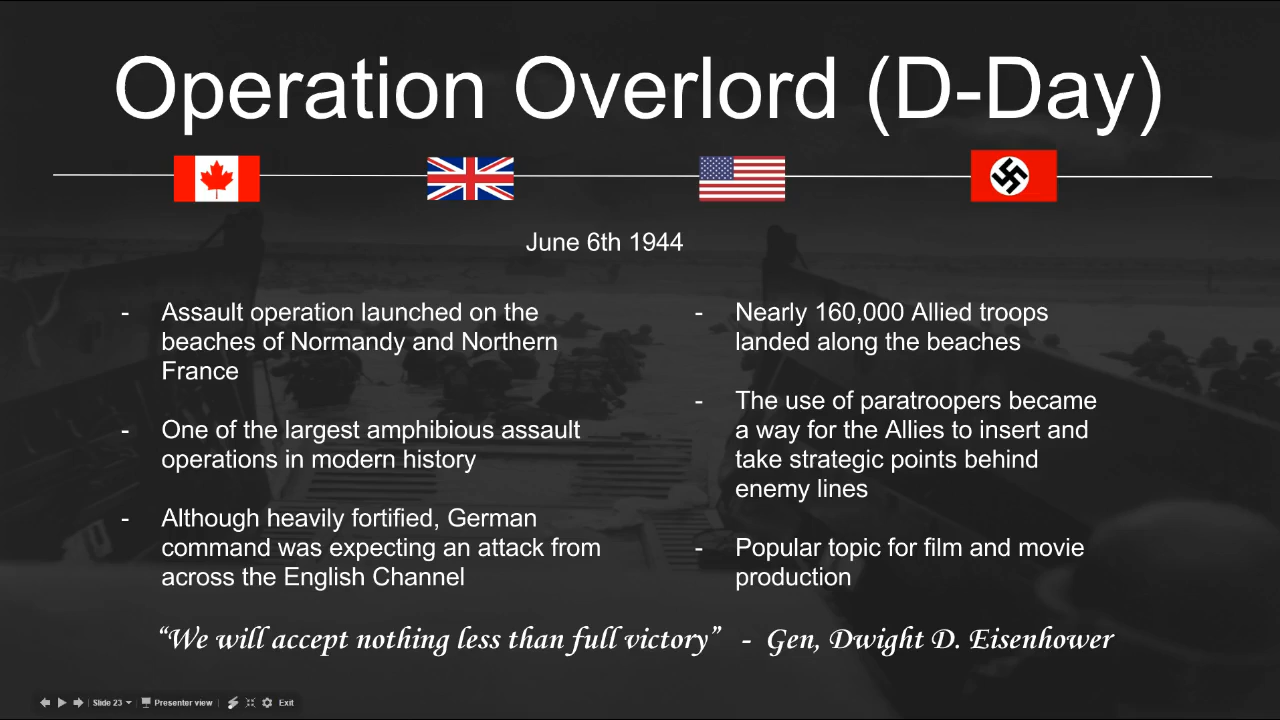 Operation Overlord (D-Day)
June 6th 1944
- Assault operation launched on the
beaches of Normandy and Northern
France
- One of the largest amphibious assault
operations in modern history
- Although heavily fortified, German
command was expecting an attack from
across the English Channel
- Nearly 160,000 Allied troops
landed along the beaches
- The use of paratroopers became
a way for the Allies to insert and
take strategic points behind
enemy lines
- Popular topic for film and movie
production
“We will accept nothing less than full victory” - Gen, Dwight D. Eisenhower
Slide 23 Presenter view Exit